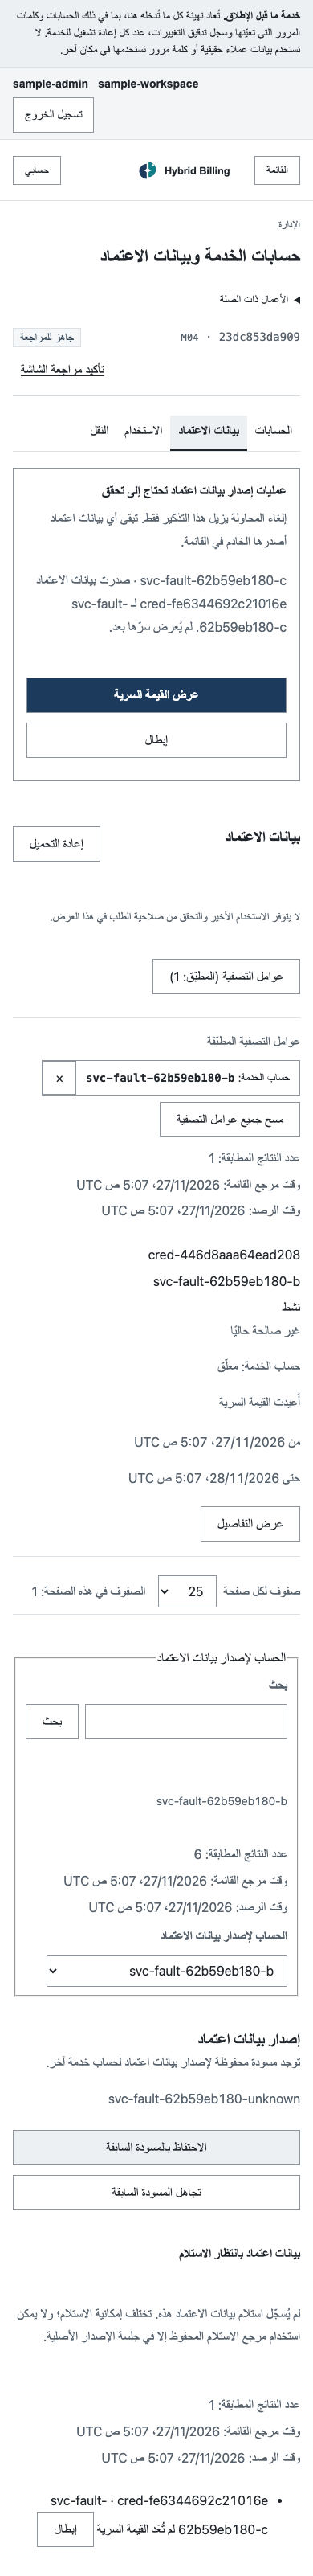 خدمة ما قبل الإطلاق. تُعاد تهيئة كل ما تُدخله هنا، بما في ذلك الحسابات وكلمات
المرور التي تعيّنها وسجل تدقيق التغييرات، عند كل إعادة تشغيل للخدمة. لا
تستخدم بيانات عملاء حقيقية أو كلمة مرور تستخدمها في مكان آخر.
sample-admin sample-workspace
تسجيل الخروج
القائمة
Hybrid Billing
حسابي
الإدارة
حسابات الخدمة وبيانات الاعتماد
◀ الأعمال ذات الصلة
M04 · 23dc853da909
جاهز للمراجعة
تأكيد مراجعة الشاشة
الحسابات بيانات الاعتماد الاستخدام النقل
عمليات إصدار بيانات اعتماد تحتاج إلى تحقق
إلغاء المحاولة يزيل هذا التذكير فقط. تبقى أي بيانات اعتماد
أصدرها الخادم في القائمة.
svc-fault-62b59eb180-c · صدرت بيانات الاعتماد
cred-fe6344692c21016e لـ svc-fault-
62b59eb180-c. لم يُعرض سرّها بعد.
عرض القيمة السرية
إبطال
بيانات الاعتماد
إعادة التحميل
لا يتوفر الاستخدام الأخير والتحقق من صلاحية الطلب في هذا العرض.
عوامل التصفية (المطبّق: 1)
عوامل التصفية المطبّقة
حساب الخدمة: svc-fault-62b59eb180-b ×
مسح جميع عوامل التصفية
عدد النتائج المطابقة: 1
وقت مرجع القائمة: 27/11/2026، 5:07 ص UTC
وقت الرصد: 27/11/2026، 5:07 ص UTC
cred-446d8aaa64ead208
svc-fault-62b59eb180-b
نشط
غير صالحة حاليًا
حساب الخدمة: معلّق
أُعيدت القيمة السرية
من 27/11/2026، 5:07 ص UTC
حتى 28/11/2026، 5:07 ص UTC
عرض التفاصيل
صفوف لكل صفحة 25 الصفوف في هذه الصفحة: 1
الحساب لإصدار بيانات الاعتماد
بحث
بحث
svc-fault-62b59eb180-b
عدد النتائج المطابقة: 6
وقت مرجع القائمة: 27/11/2026، 5:07 ص UTC
وقت الرصد: 27/11/2026، 5:07 ص UTC
الحساب لإصدار بيانات الاعتماد
svc-fault-62b59eb180-b
إصدار بيانات اعتماد
توجد مسودة محفوظة لإصدار بيانات اعتماد لحساب خدمة آخر.
svc-fault-62b59eb180-unknown
الاحتفاظ بالمسودة السابقة
تجاهل المسودة السابقة
بيانات اعتماد بانتظار الاستلام
لم يُسجّل استلام بيانات الاعتماد هذه. تختلف إمكانية الاستلام؛ ولا يمكن
استخدام مرجع الاستلام المحفوظ إلا في جلسة الإصدار الأصلية.
عدد النتائج المطابقة: 1
وقت مرجع القائمة: 27/11/2026، 5:07 ص UTC
وقت الرصد: 27/11/2026، 5:07 ص UTC
• svc-fault- · cred-fe6344692c21016e
62b59eb180-c لم تُعَد القيمة السرية إبطال